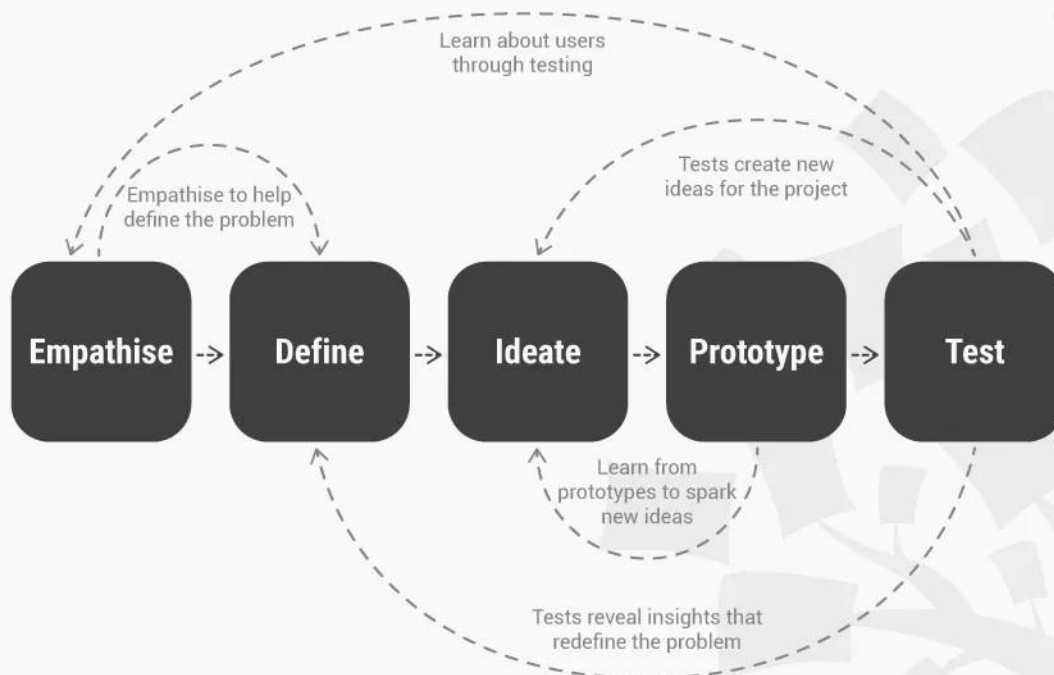 Learn about users
through testing
Tests create new
ideas for the project
Empathise to help
define the problem
Empathise
Define
Ideate
Prototype
Test
Learn from
prototypes to spark
new ideas
Tests reveal insights that
redefine the problem